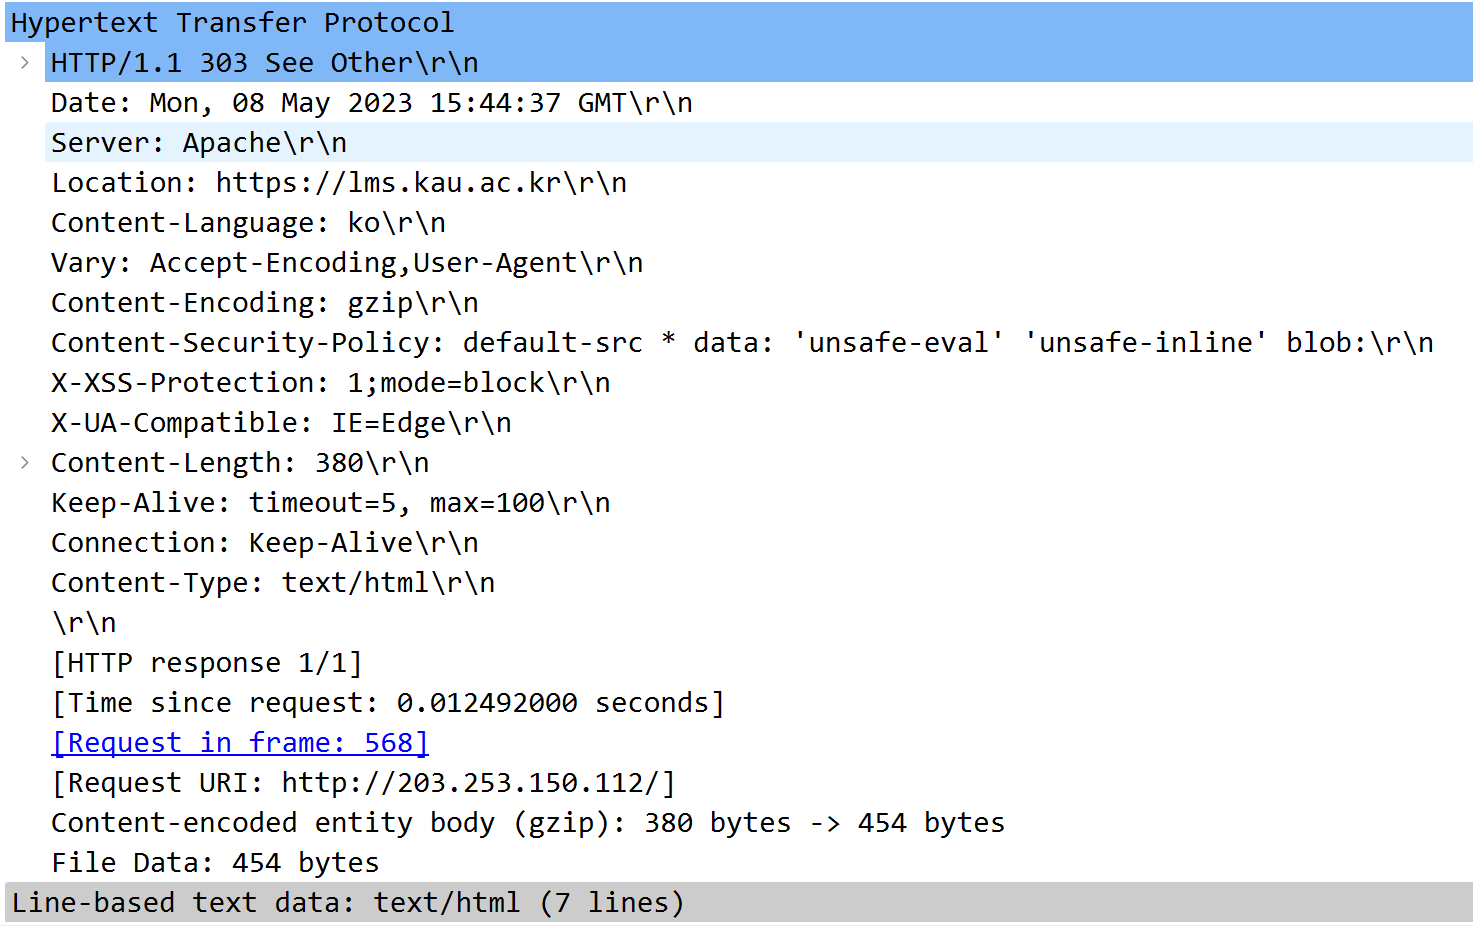 Hypertext Transfer Protocol
HTTP/1.1 303 See Other\r\n
Date: Mon, 08 May 2023 15:44:37 GMT\r\n
Server: Apache\r\n
Location: https://lms.kau.ac.kr\r\n
Content-Language: ko\r\n
Vary: Accept-Encoding,User-Agent\r\n
Content-Encoding: gzip\r\n
Content-Security-Policy: default-src * data: 'unsafe-eval' 'unsafe-inline' blob:\r\n
X-XSS-Protection: 1;mode=block\r\n
X-UA-Compatible: IE=Edge\r\n
Content-Length: 380\r\n
Keep-Alive: timeout=5, max=100\r\n
Connection: Keep-Alive\r\n
Content-Type: text/html\r\n
\r\n
[HTTP response 1/1]
[Time since request: 0.012492000 seconds]
[Request in frame: 568]
[Request URI: http://203.253.150.112/]
Content-encoded entity body (gzip): 380 bytes -> 454 bytes
File Data: 454 bytes
Line-based text data: text/html (7 lines)